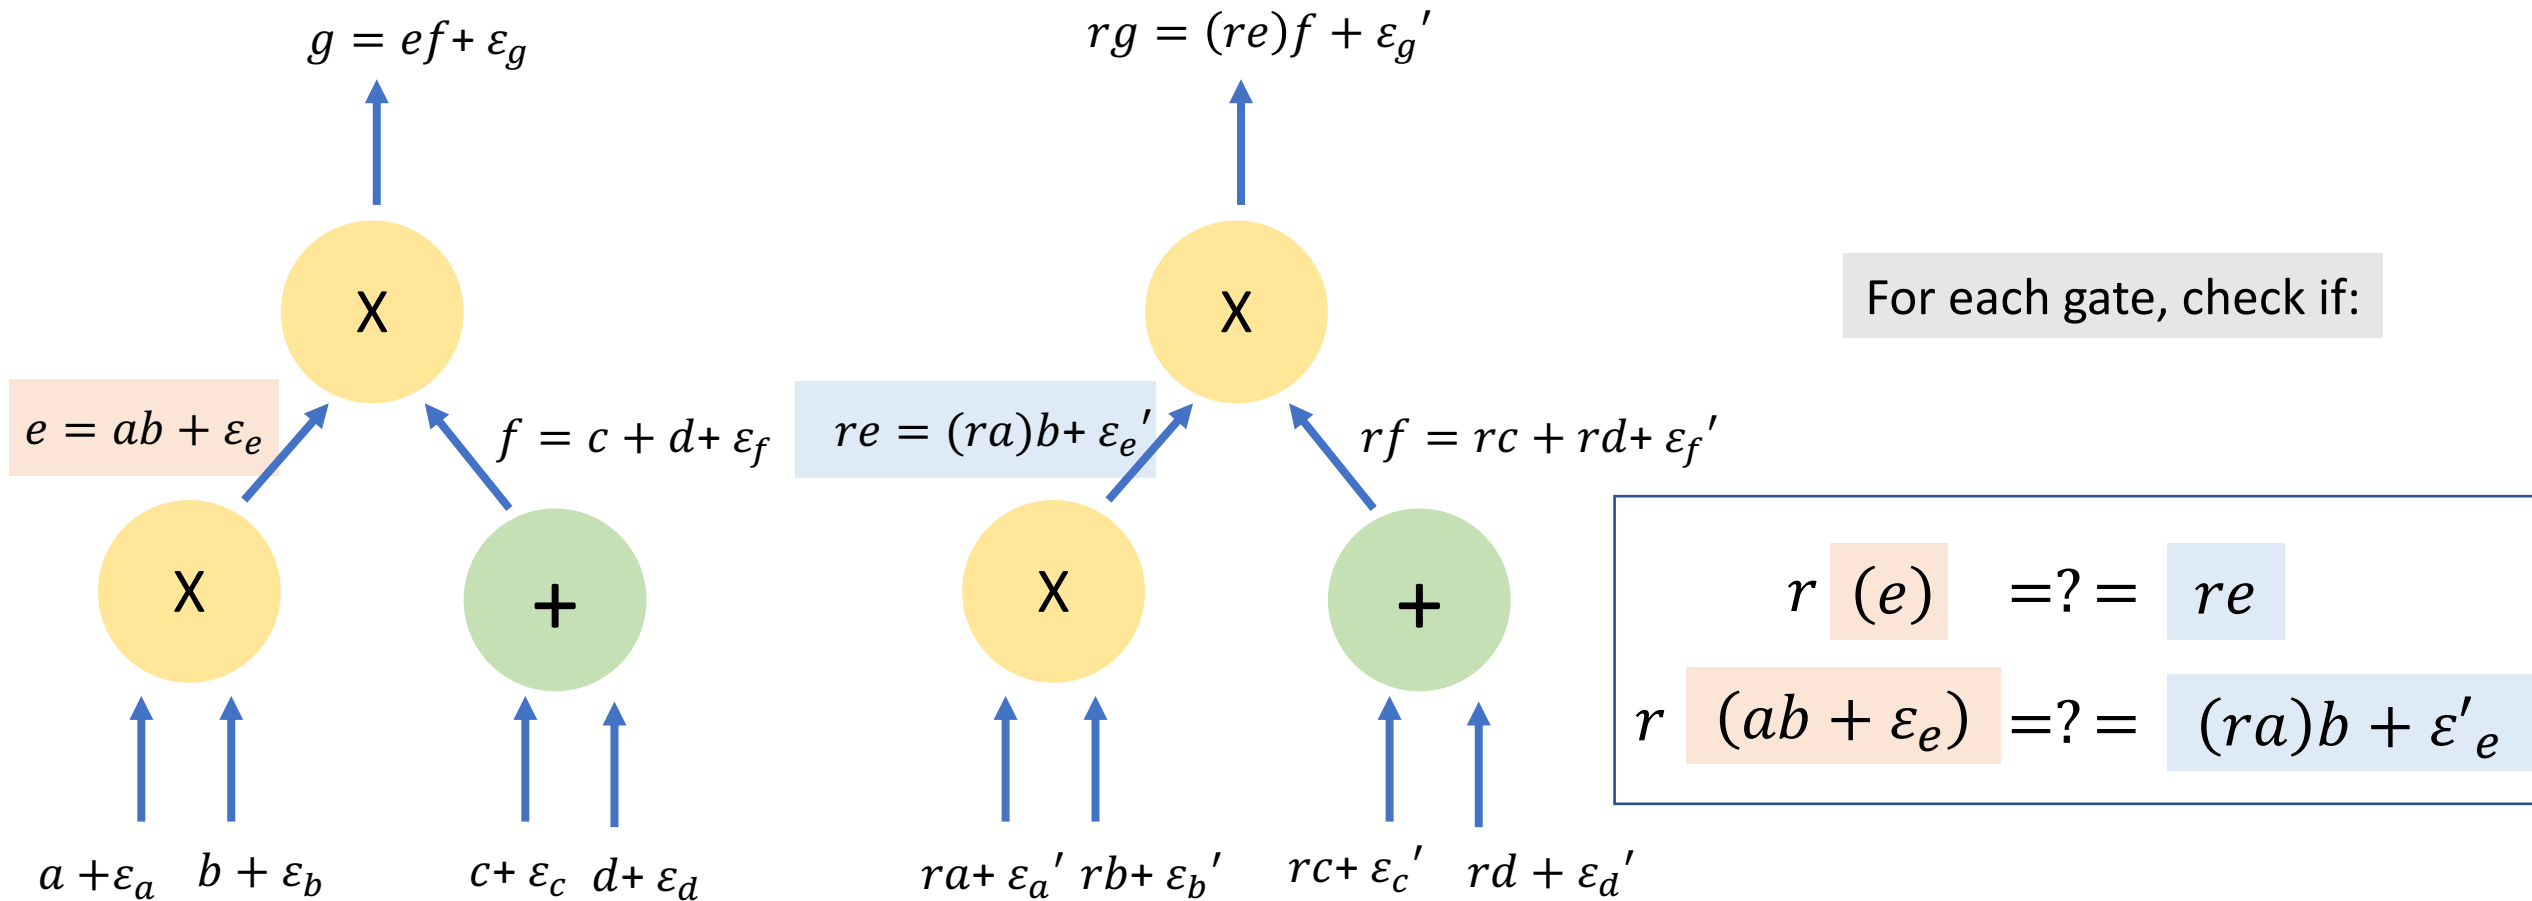 g = ef+ ε_g
rg = (re)f + ε_g′
X
X
For each gate, check if:
e = ab + ε_e
f = c + d+ ε_f
re = (ra)b+ ε_e′
rf = rc + rd+ ε_f′
X
+
X
+
r (e) =? = re
r (ab + ε_e) =? = (ra)b + ε′_e
a +ε_a
b + ε_b
c+ ε_c
d+ ε_d
ra+ ε_a′
rb+ ε_b′
rc+ ε_c′
rd + ε_d′